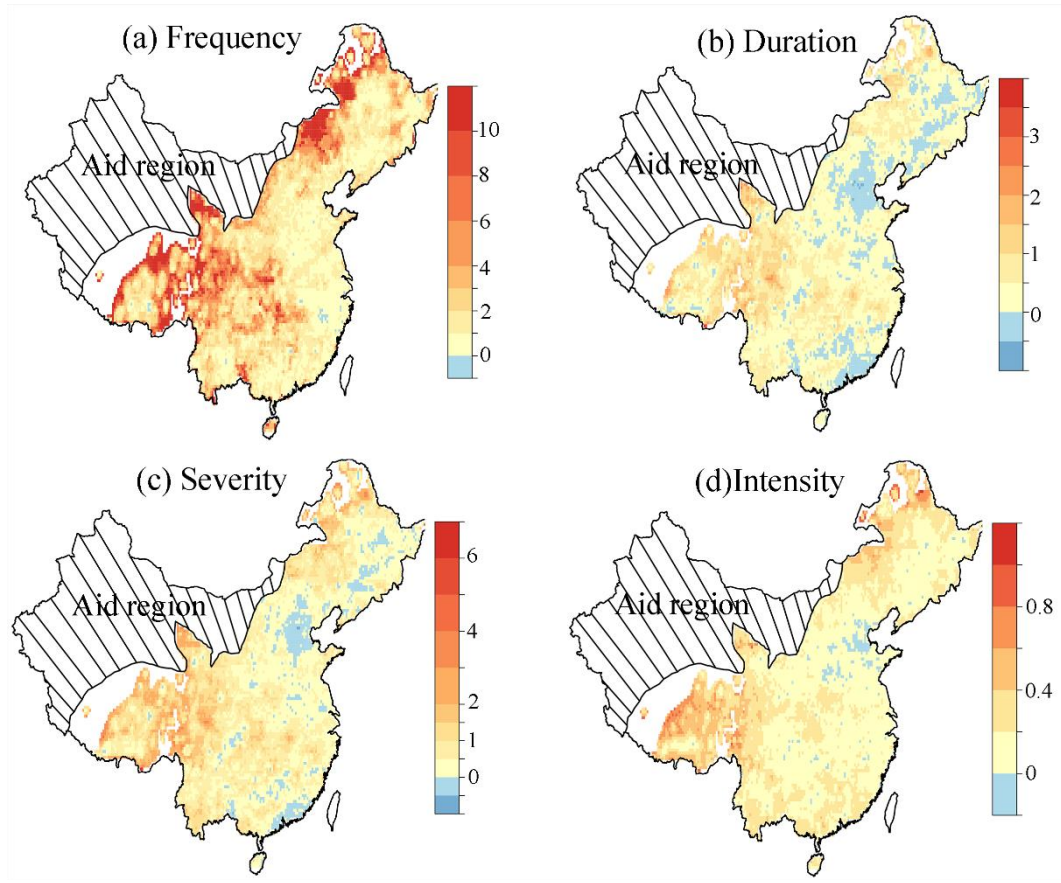 (a) Frequency
Aid region
10
8
6
4
2
0
(b) Duration
Aid region
3
2
1
0
(c) Severity
Aid region
6
4
2
1
0
(d)Intensity
Aid region
0.8
0.4
0